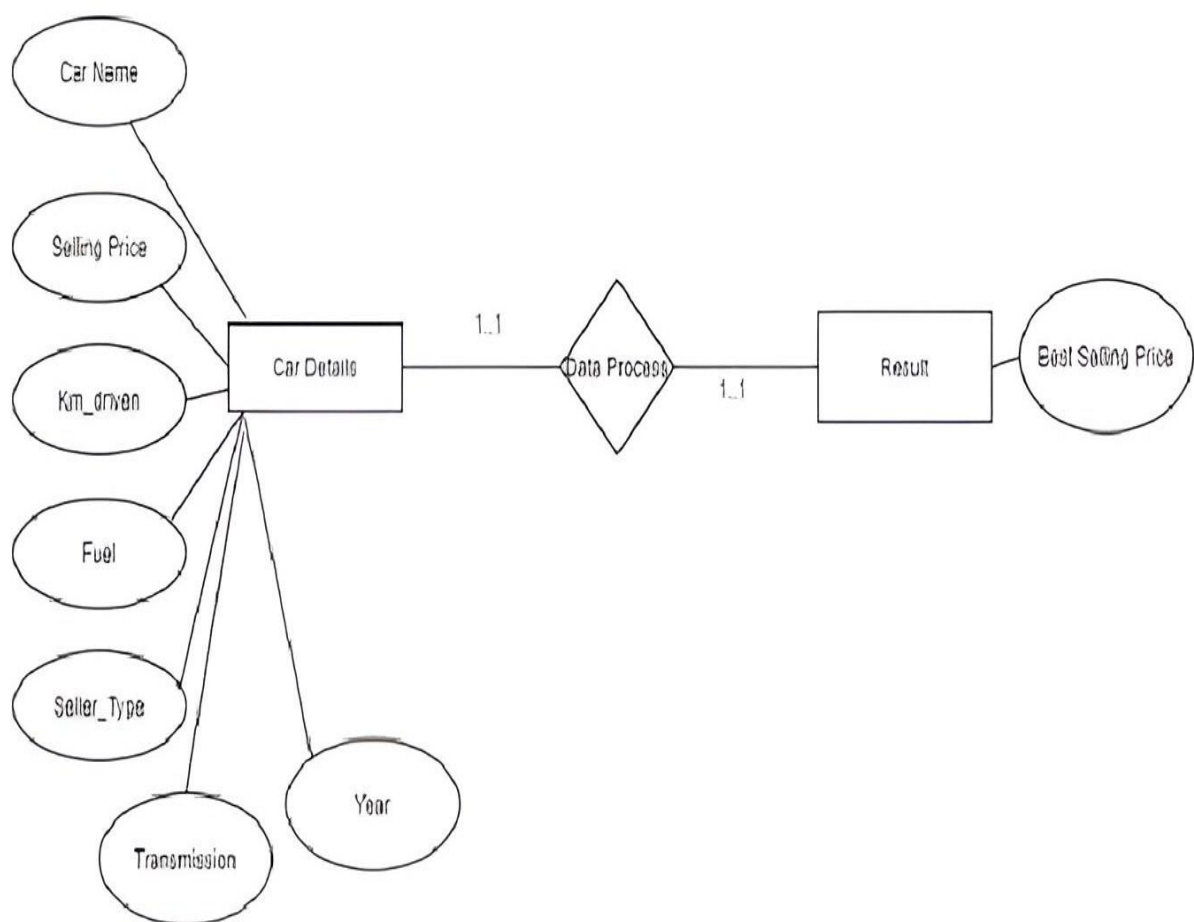 Car Name
Selling Price
Km_driven
Fuel
Seller_Type
Transmission
Year
Car Details
1..1
Data Process
1..1
Result
Best Selling Price